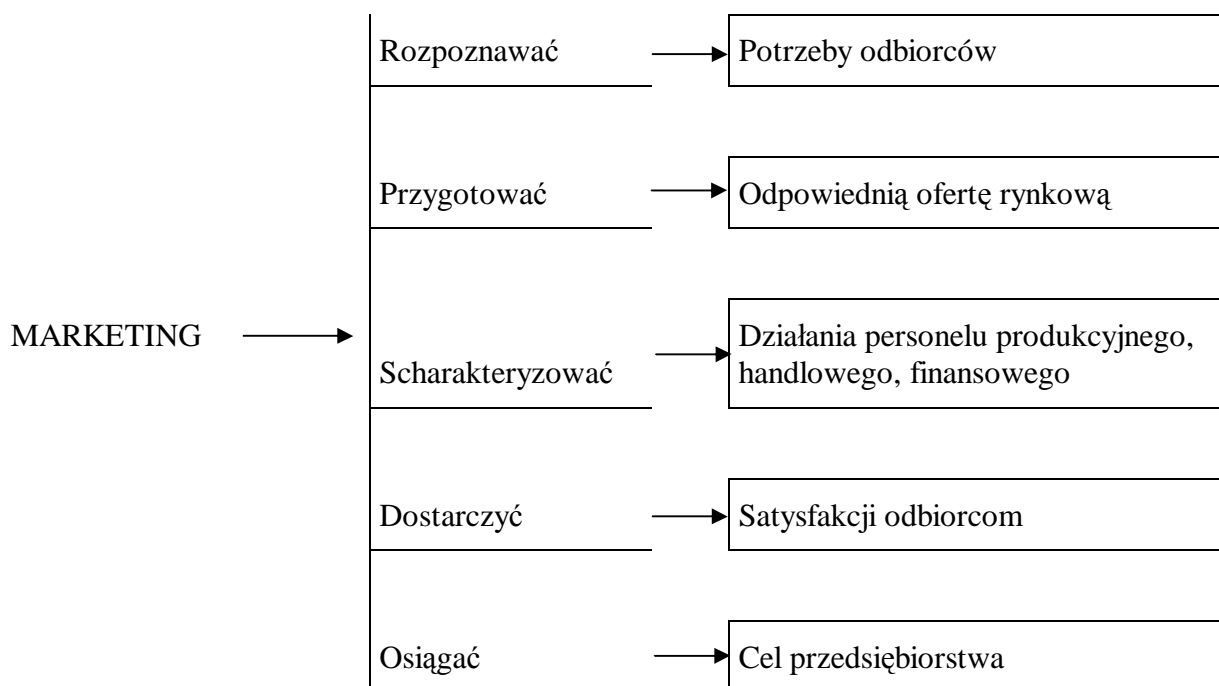 Rozpoznawać
Potrzeby odbiorców
Przygotować
Odpowiednią ofertę rynkową
MARKETING
Scharakteryzować
Działania personelu produkcyjnego,
handlowego, finansowego
Dostarczyć
Satysfakcji odbiorcom
Osiągać
Cel przedsiębiorstwa